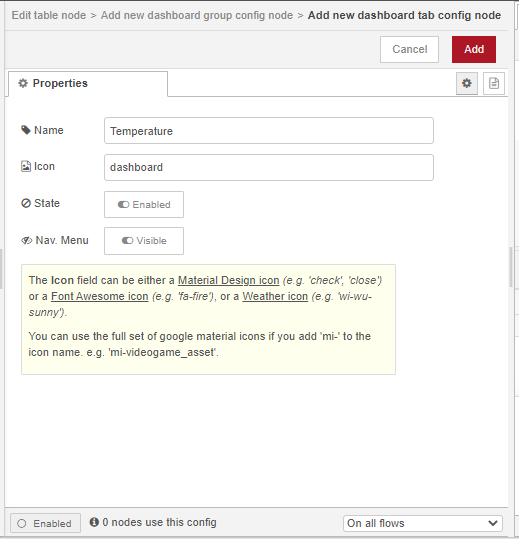 Edit table node > Add new dashboard group config node > Add new dashboard tab config node
Cancel
Add
Properties
Name
Temperature
Icon
dashboard
State
Enabled
Nav. Menu
Visible
The Icon field can be either a Material Design icon (e.g. 'check', 'close')
or a Font Awesome icon (e.g. 'fa-fire'), or a Weather icon (e.g. 'wi-wu-
sunny').
You can use the full set of google material icons if you add 'mi-' to the
icon name. e.g. 'mi-videogame_asset'.
Enabled
0 nodes use this config
On all flows